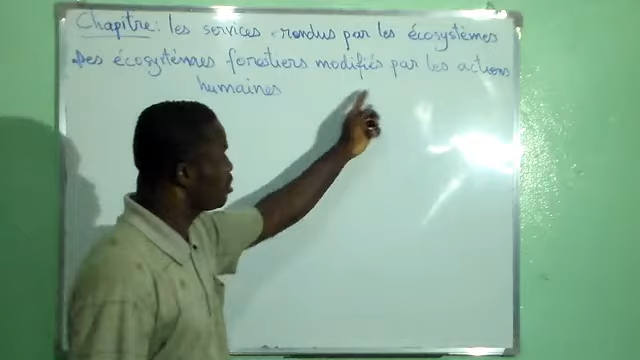 Chapitre: les services rendus par les écosystèmes
Des écosystèmes forestiers modifiés par les actions
humaines